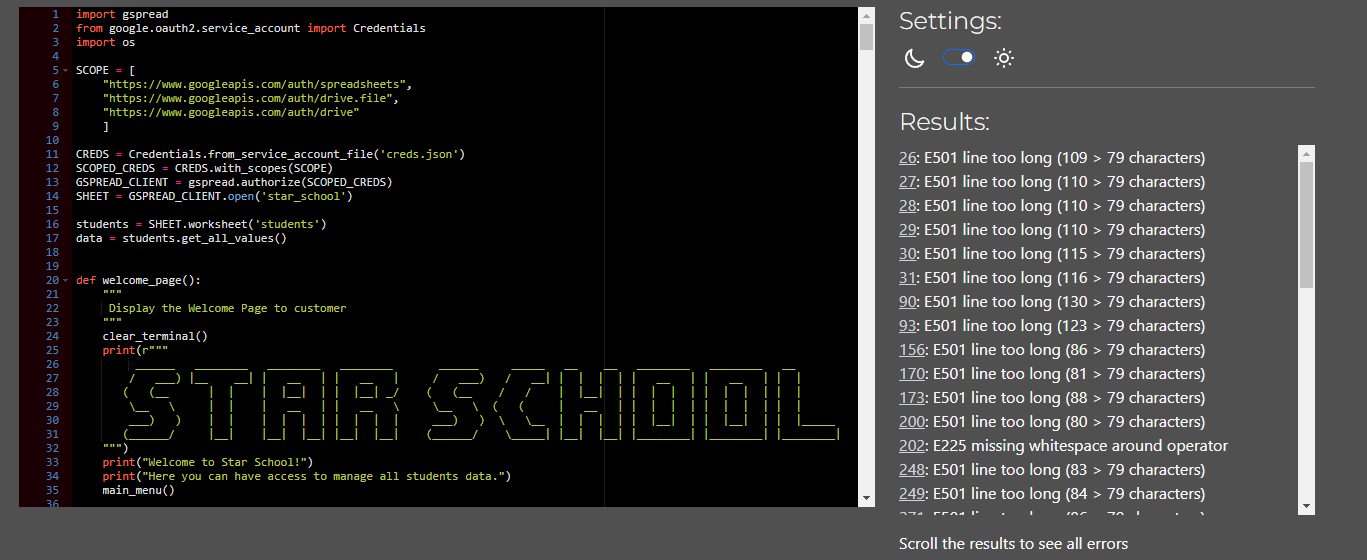 1 import gspread
2 from google.oauth2.service_account import Credentials
3 import os
4
5 SCOPE = [
6     "https://www.googleapis.com/auth/spreadsheets",
7     "https://www.googleapis.com/auth/drive.file",
8     "https://www.googleapis.com/auth/drive"
9     ]
10
11 CREDS = Credentials.from_service_account_file('creds.json')
12 SCOPED_CREDS = CREDS.with_scopes(SCOPE)
13 GSPREAD_CLIENT = gspread.authorize(SCOPED_CREDS)
14 SHEET = GSPREAD_CLIENT.open('star_school')
15
16 students = SHEET.worksheet('students')
17 data = students.get_all_values()
18
19
20 def welcome_page():
21     """
22      Display the Welcome Page to customer
23     """
24     clear_terminal()
25     print(r"""
26
27
28
29 STAR SCHOOL
30
31
32     """)
33     print("Welcome to Star School!")
34     print("Here you can have access to manage all students data.")
35     main_menu()
36
Settings:
Results:
26: E501 line too long (109 > 79 characters)
27: E501 line too long (110 > 79 characters)
28: E501 line too long (110 > 79 characters)
29: E501 line too long (110 > 79 characters)
30: E501 line too long (115 > 79 characters)
31: E501 line too long (116 > 79 characters)
90: E501 line too long (130 > 79 characters)
93: E501 line too long (123 > 79 characters)
156: E501 line too long (86 > 79 characters)
170: E501 line too long (81 > 79 characters)
173: E501 line too long (88 > 79 characters)
200: E501 line too long (80 > 79 characters)
202: E225 missing whitespace around operator
248: E501 line too long (83 > 79 characters)
249: E501 line too long (84 > 79 characters)
271: E501 line too long (86 > 79 characters)
Scroll the results to see all errors